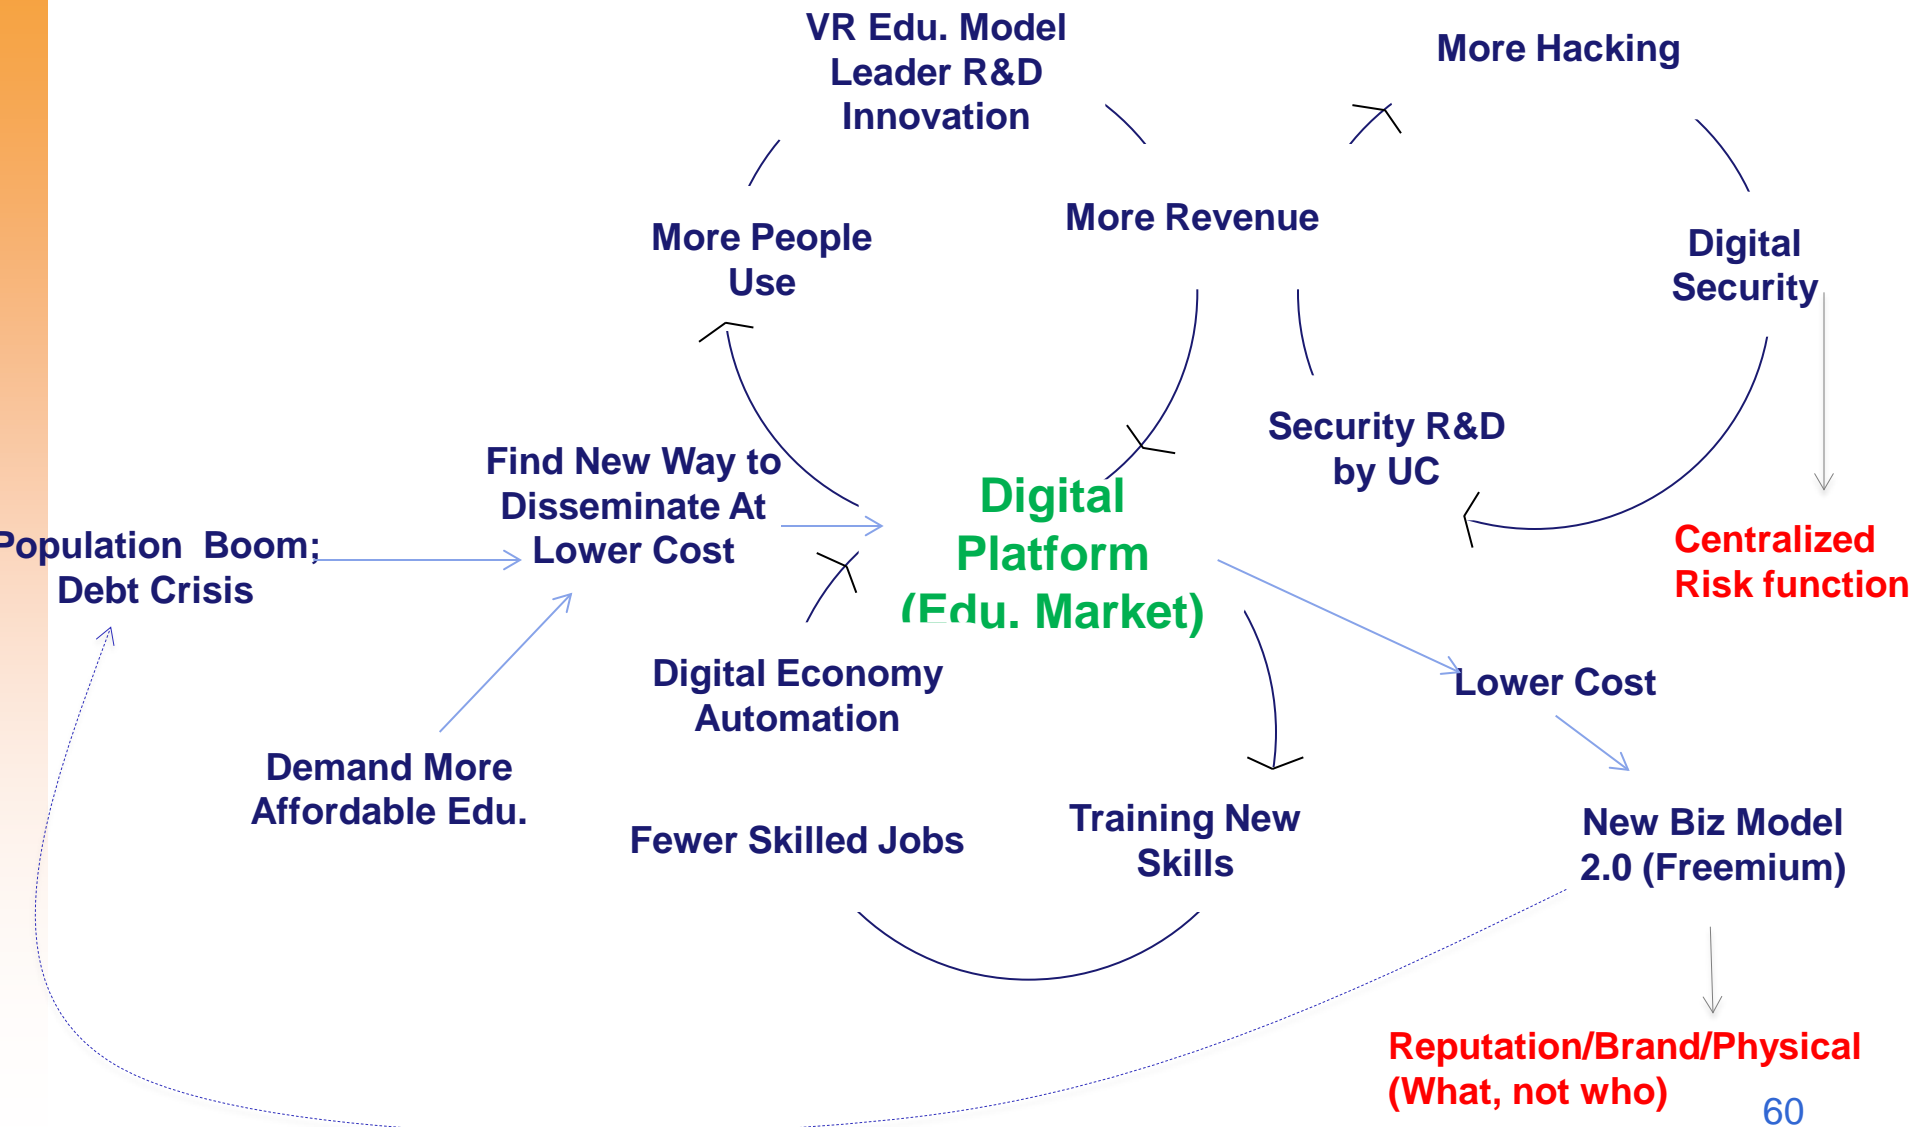 VR Edu. Model
Leader R&D
Innovation
More Hacking
More Revenue
More People
Use
Digital
Security
Security R&D
by UC
Find New Way to
Disseminate At
Lower Cost
Digital
Platform
(Edu. Market)
Population Boom;
Debt Crisis
Centralized
Risk function
Digital Economy
Automation
Lower Cost
Demand More
Affordable Edu.
Fewer Skilled Jobs
Training New
Skills
New Biz Model
2.0 (Freemium)
Reputation/Brand/Physical
(What, not who)
60